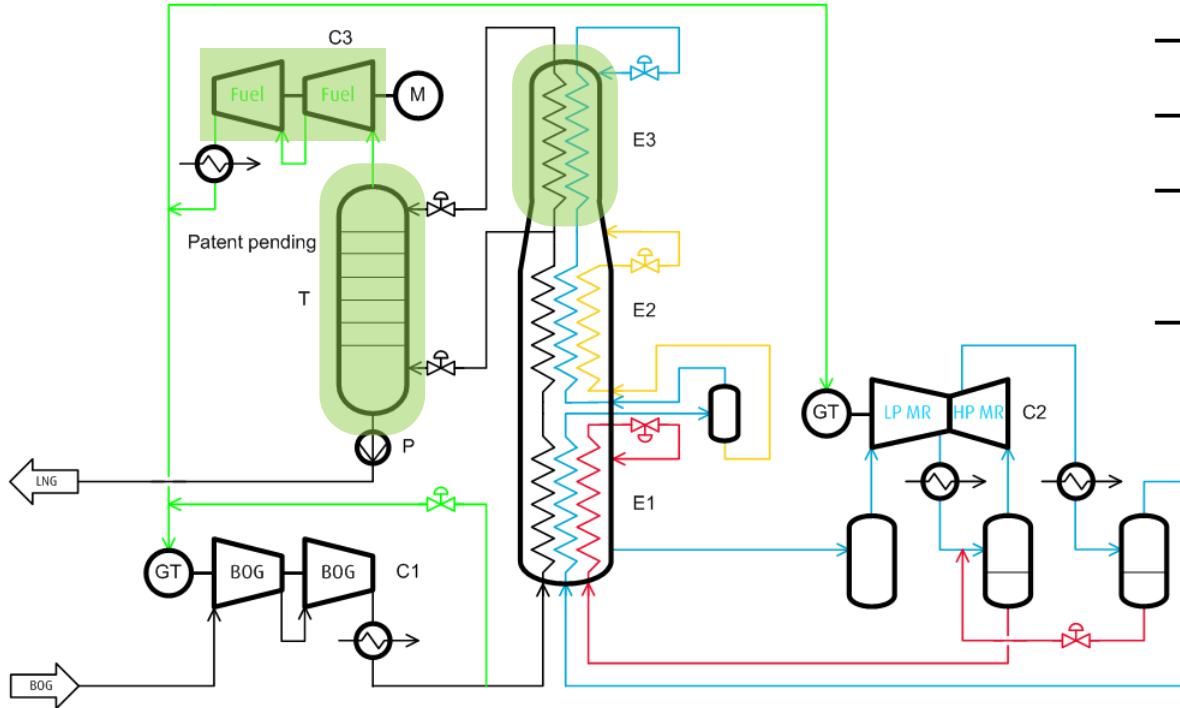 C3
Fuel
Fuel
M
E3
Patent pending
T
E2
GT
LP MR
HP MR
C2
P
LNG
E1
GT
BOG
BOG
C1
BOG